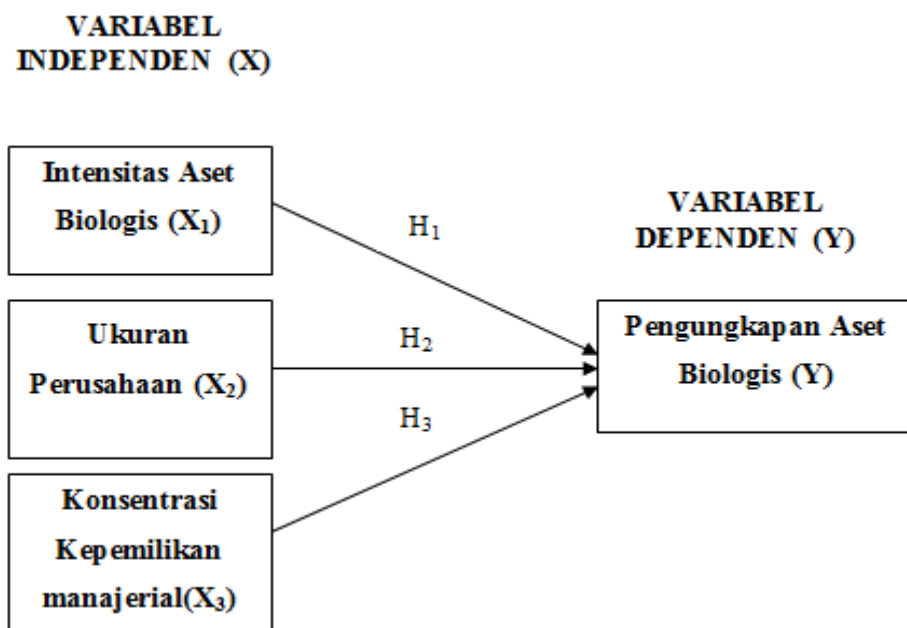 VARIABEL
INDEPENDEN (X)
Intensitas Aset
Biologis (X₁)
H₁
VARIABEL
DEPENDEN (Y)
Ukuran
Perusahaan (X₂)
H₂
Pengungkapan Aset
Biologis (Y)
H₃
Konsentrasi
Kepemilikan
manajerial(X₃)